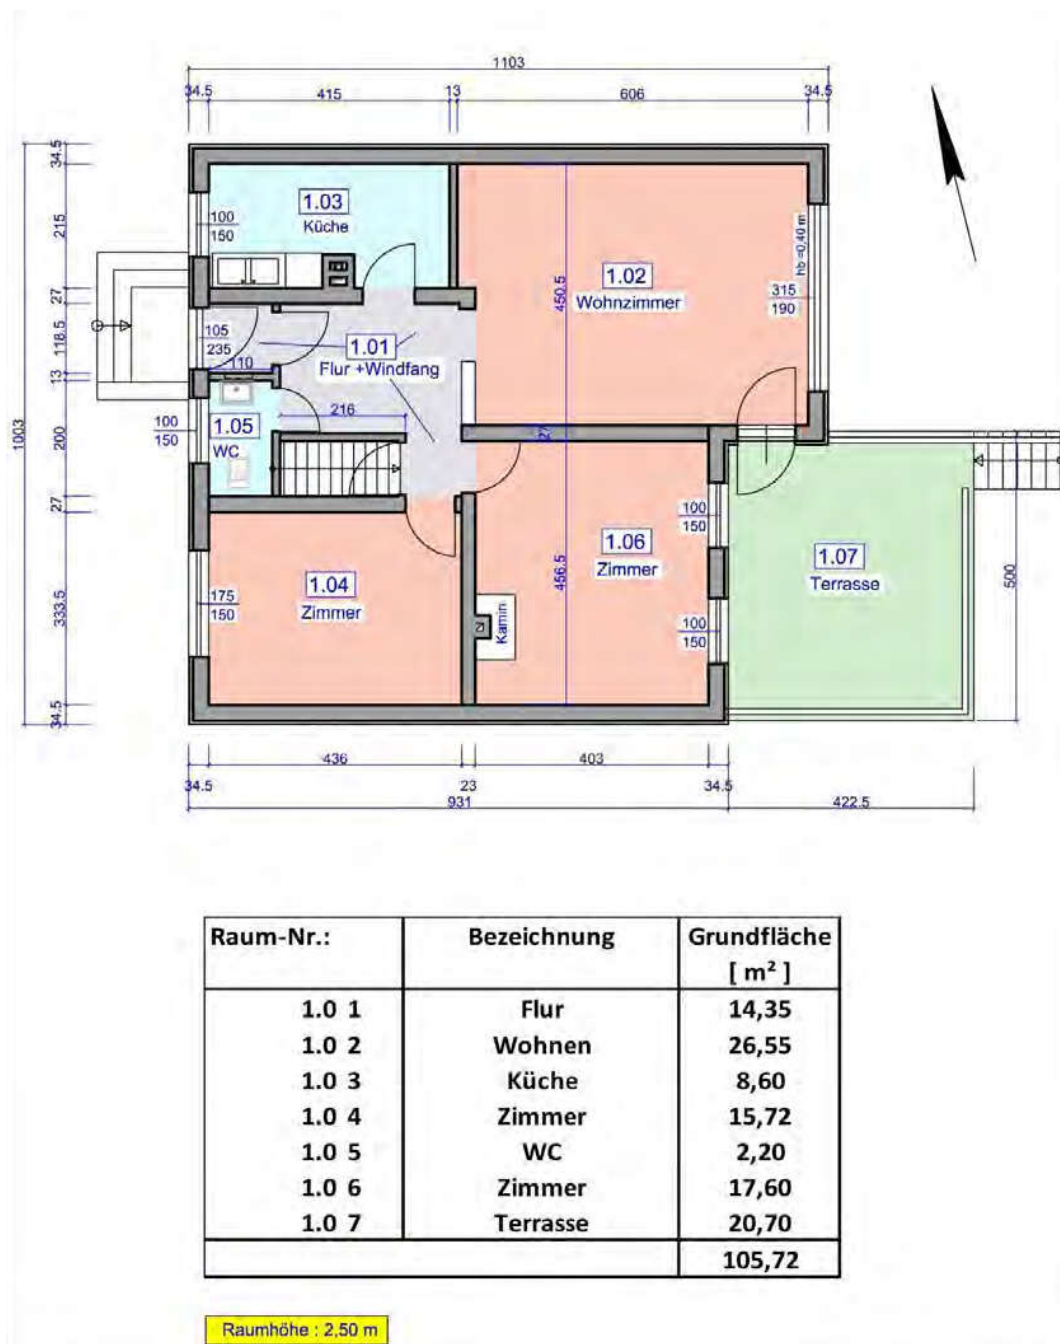 1103
34.5 415 13 606 34.5
34.5
215
27
118.5
13
200
27
333.5
34.5
1003
1.03
Küche
100
150
1.02
Wohnzimmer
450.5
hb=0,40 m
315
190
105
235
110
1.01
Flur +Windfang
216
100
150
1.05
WC
27
1.04
Zimmer
175
150
1.06
Zimmer
456.5
Kamin
100
150
100
150
1.07
Terrasse
500
436 403
34.5 23 34.5
931 422.5
Raum-Nr.: Bezeichnung Grundfläche
[ m² ]
1.0 1 Flur 14,35
1.0 2 Wohnen 26,55
1.0 3 Küche 8,60
1.0 4 Zimmer 15,72
1.0 5 WC 2,20
1.0 6 Zimmer 17,60
1.0 7 Terrasse 20,70
105,72
Raumhöhe : 2,50 m